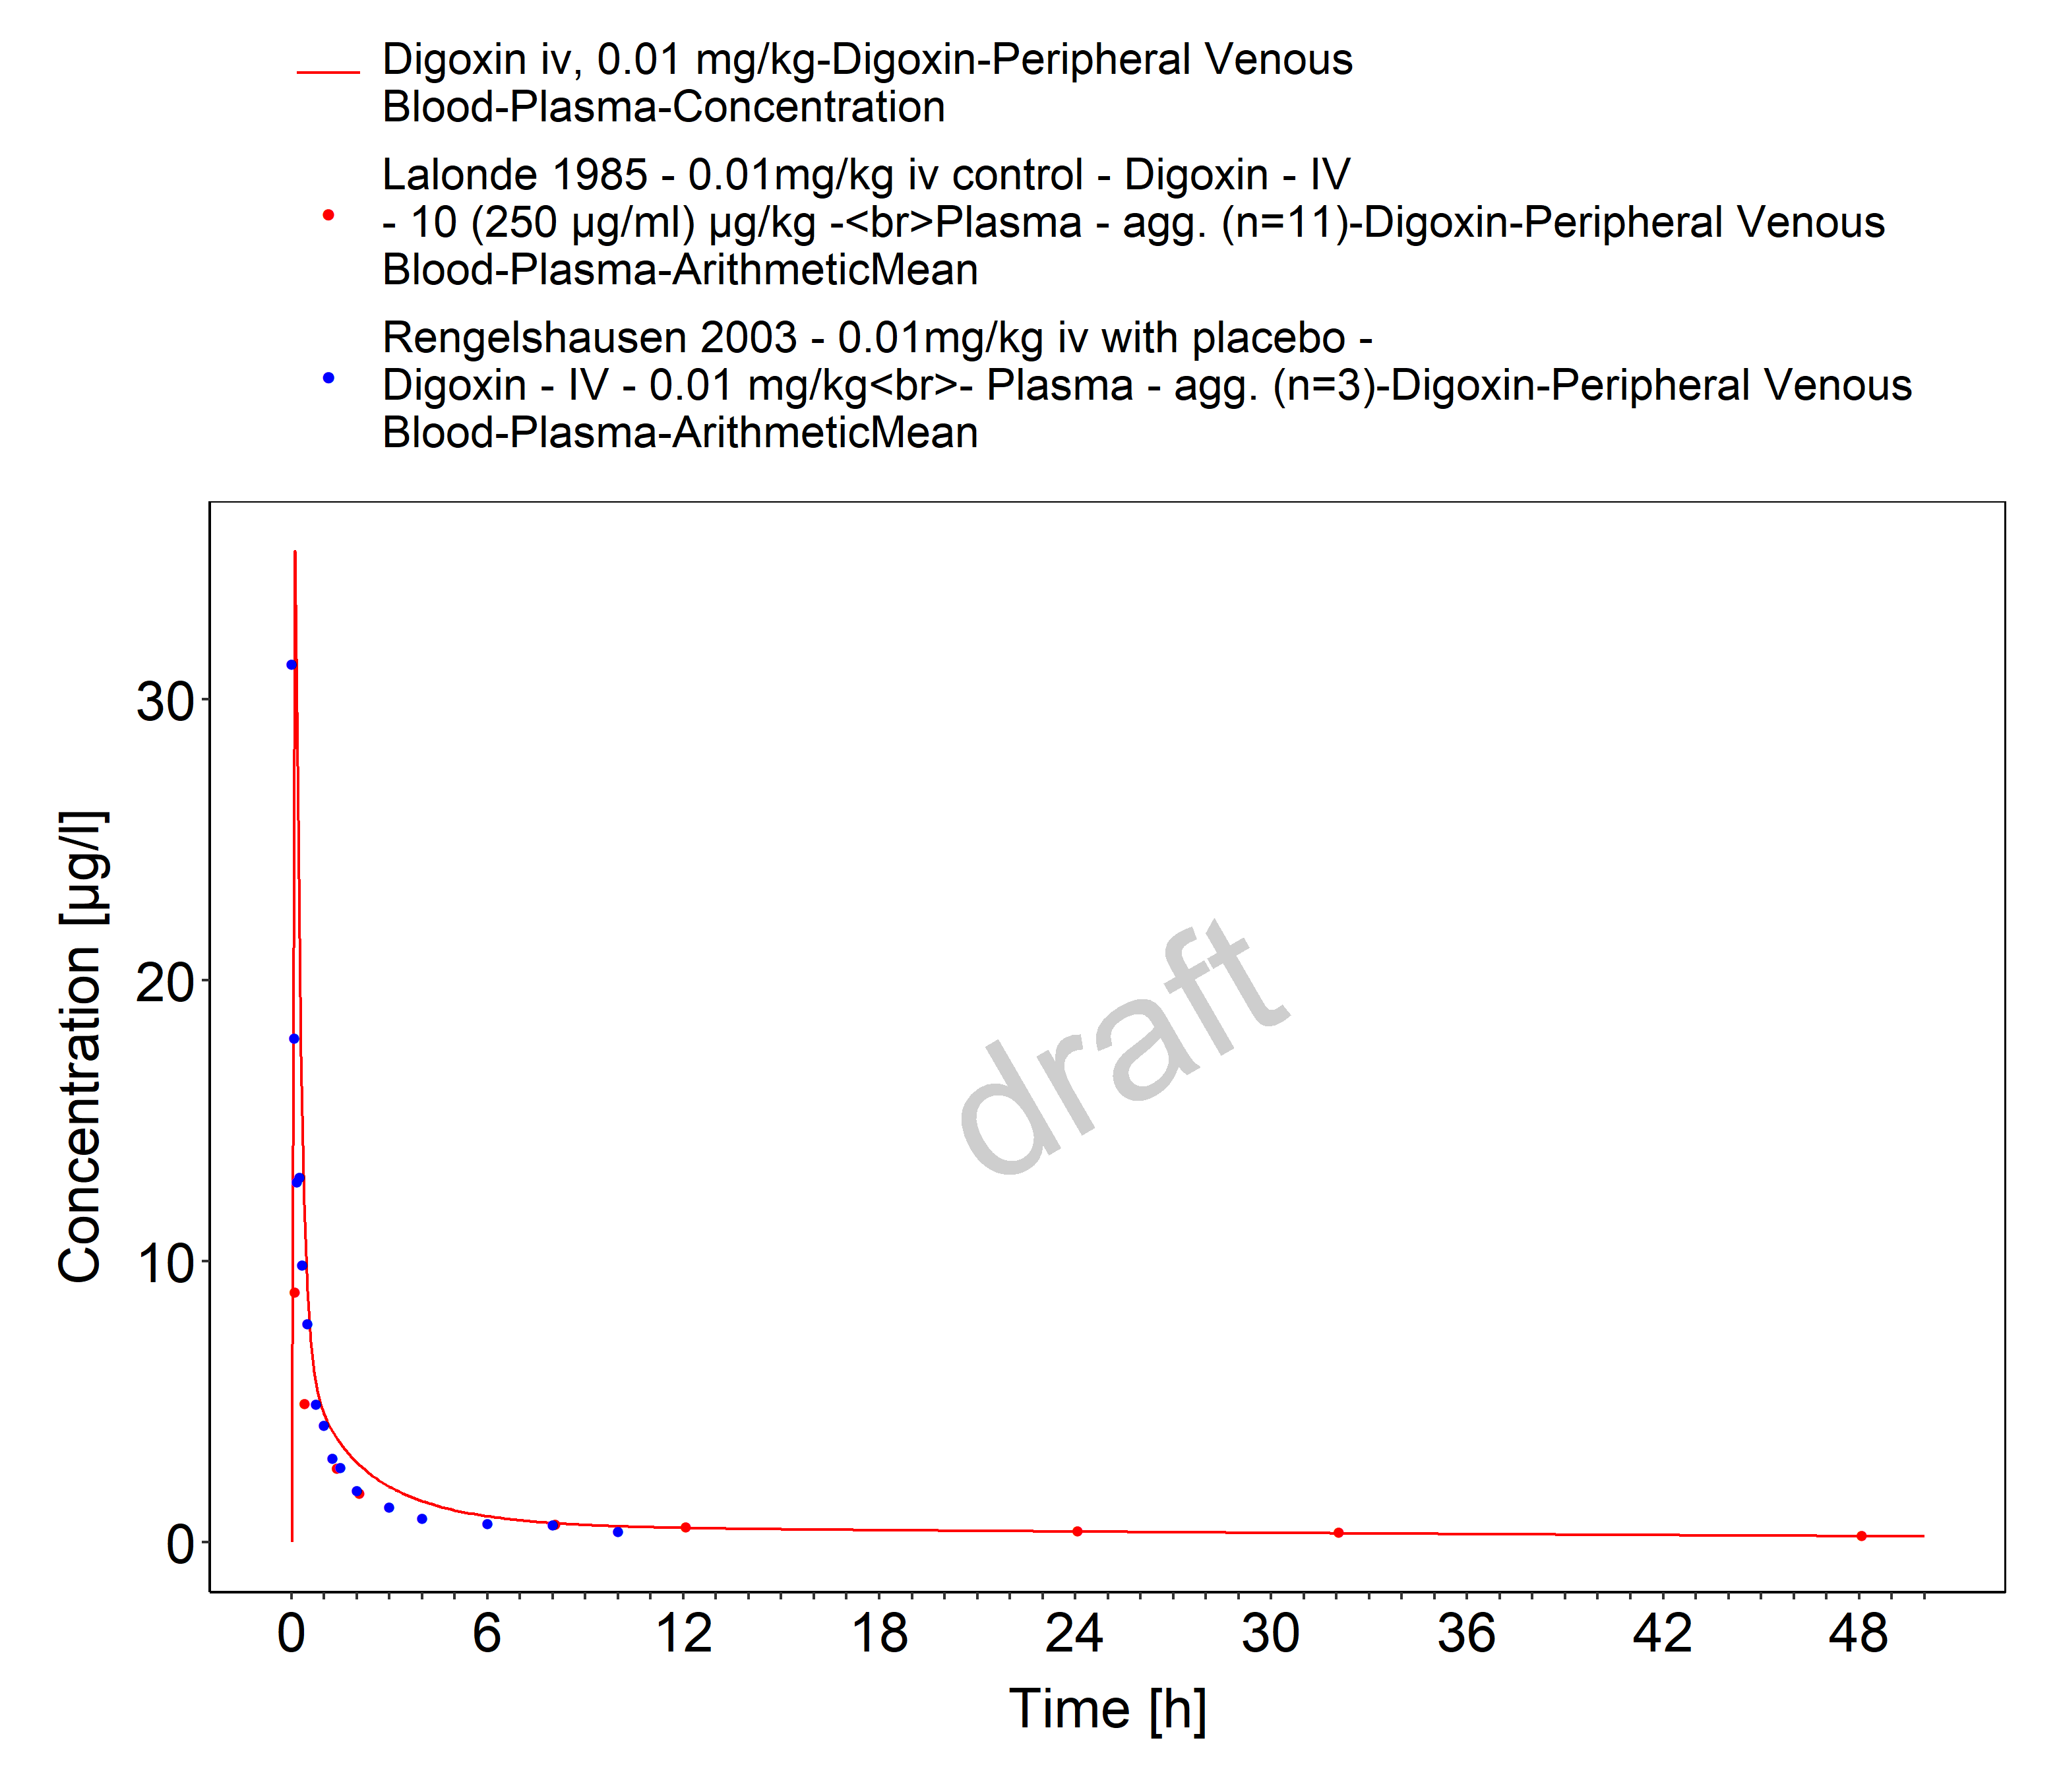 Digoxin iv, 0.01 mg/kg-Digoxin-Peripheral Venous
Blood-Plasma-Concentration
Lalonde 1985 - 0.01mg/kg iv control - Digoxin - IV
- 10 (250 µg/ml) µg/kg -<br>Plasma - agg. (n=11)-Digoxin-Peripheral Venous
Blood-Plasma-ArithmeticMean
Rengelshausen 2003 - 0.01mg/kg iv with placebo -
Digoxin - IV - 0.01 mg/kg<br>- Plasma - agg. (n=3)-Digoxin-Peripheral Venous
Blood-Plasma-ArithmeticMean
Concentration [µg/l]
30
20
10
0
draft
0 6 12 18 24 30 36 42 48
Time [h]